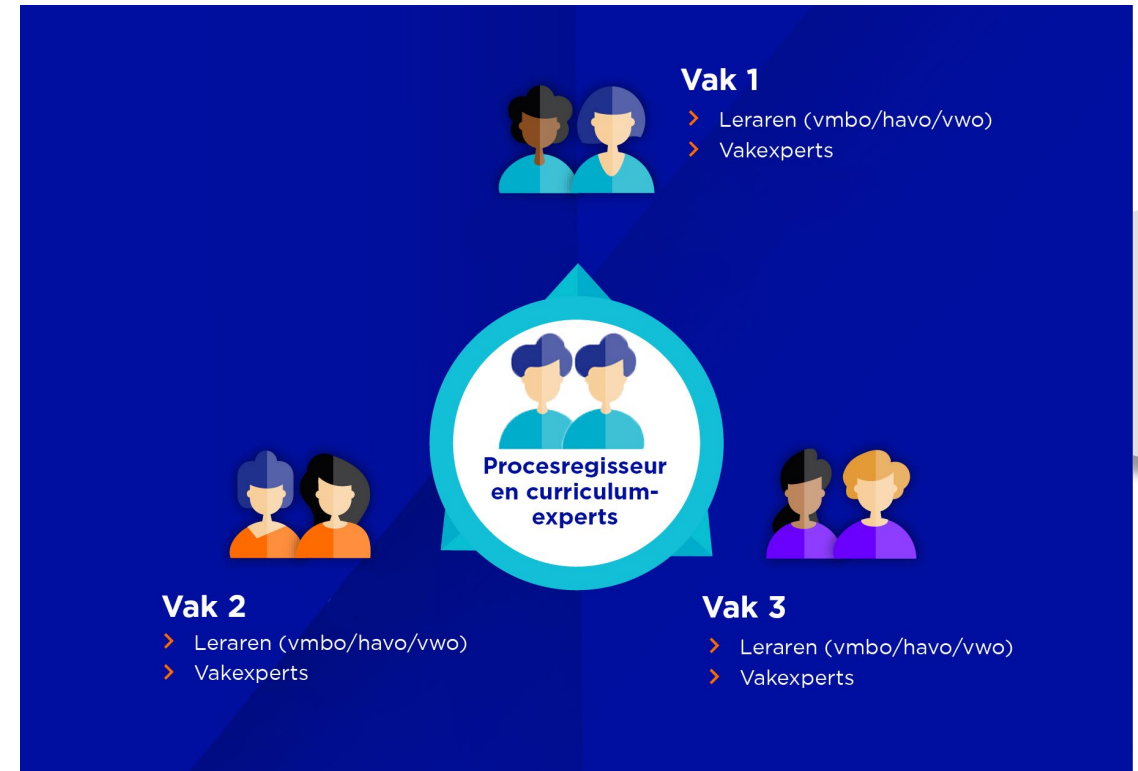 Vak 1
Leraren (vmbo/havo/vwo)
Vakexperts
Procesregisseur
en curriculum-
experts
Vak 2
Leraren (vmbo/havo/vwo)
Vakexperts
Vak 3
Leraren (vmbo/havo/vwo)
Vakexperts